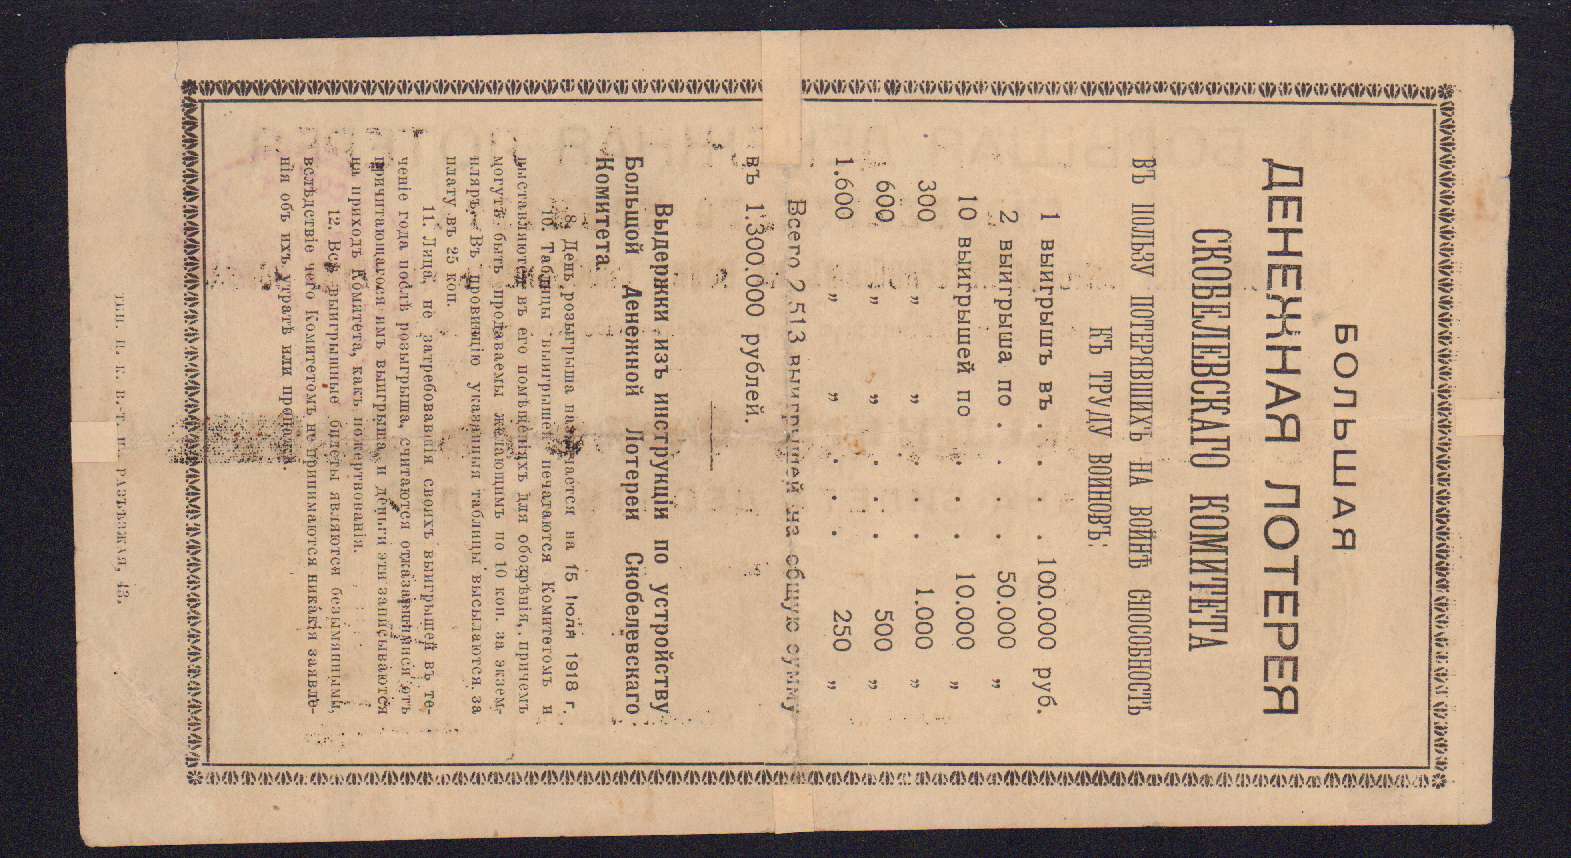 БОЛЬШАЯ
ДЕНЕЖНАЯ ЛОТЕРЕЯ
СКОБЕЛЕВСКАГО КОМИТЕТА
ВЪ ПОЛЬЗУ ПОТЕРЯВШИХЪ НА ВОЙНѢ СПОСОБНОСТЬ
КЪ ТРУДУ ВОИНОВЪ:
1 выигрышъ въ . . . 100.000 руб.
2 выигрыша по . . . 50.000 „
10 выигрышей по . . . 10.000 „
300 „ „ . . 1.000 „
600 „ „ . . 500 „
1.600 „ „ . . 250 „
Всего 2.513 выигрышей на общую сумму
въ 1.300.000 рублей.
Выдержки изъ инструкціи по устройству
Большой Денежной Лотереи Скобелевскаго
Комитета.
8. День розыгрыша назначается на 15 Іюля 1918 г.
10. Таблицы выигрышей печатаются Комитетомъ и
выставляются въ его помѣщеніяхъ для обозрѣнія, причемъ
могутъ быть продаваемы желающимъ по 10 коп. за экзем-
пляръ. Въ провинцію указанныя таблицы высылаются за
плату въ 25 коп.
11. Лица, не затребовавшія своихъ выигрышей въ те-
ченіе года послѣ розыгрыша, считаются отказавшимися отъ
причитающагося имъ выигрыша и деньги эти записываются
на приходъ Комитета, какъ пожертвованія.
12. Всѣ выигрышные билеты являются безыменными,
вслѣдствіе чего Комитетомъ не принимаются никакія заявле-
нія объ ихъ утратѣ или пропажѣ.
ТИП. П. К. В.-Т. П. РАЗЪѢЗЖАЯ, 43.